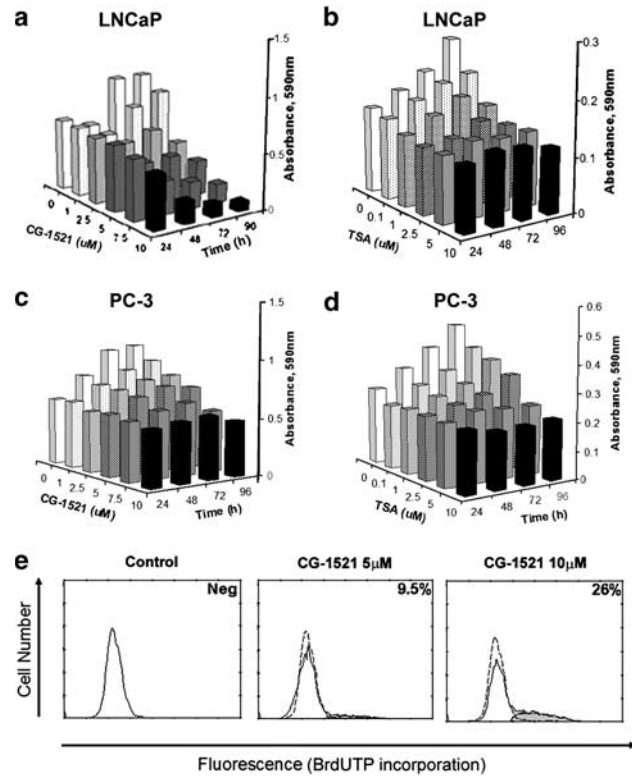 a
LNCaP
1.5
1
0.5
0
Absorbance, 590nm
0
1
2.5
5
7.5
10
CG-1521 (uM)
24
48
72
90
Time (h)
b
LNCaP
0.3
0.2
0.1
0
Absorbance, 590nm
0
0.1
1
2.5
5
10
TSA (uM)
24
48
72
96
Time (h)
c
PC-3
1.5
1
0.5
0
Absorbance, 590nm
0
1
2.5
5
7.5
10
CG-1521 (uM)
24
48
72
96
Time (h)
d
PC-3
0.6
0.5
0.4
0.3
0.2
0.1
0
Absorbance, 590nm
0
0.1
1
2.5
5
10
TSA (uM)
24
48
72
96
Time (h)
e
Control
CG-1521 5μM
CG-1521 10μM
Neg
9.5%
26%
Cell Number
Fluorescence (BrdUTP incorporation)